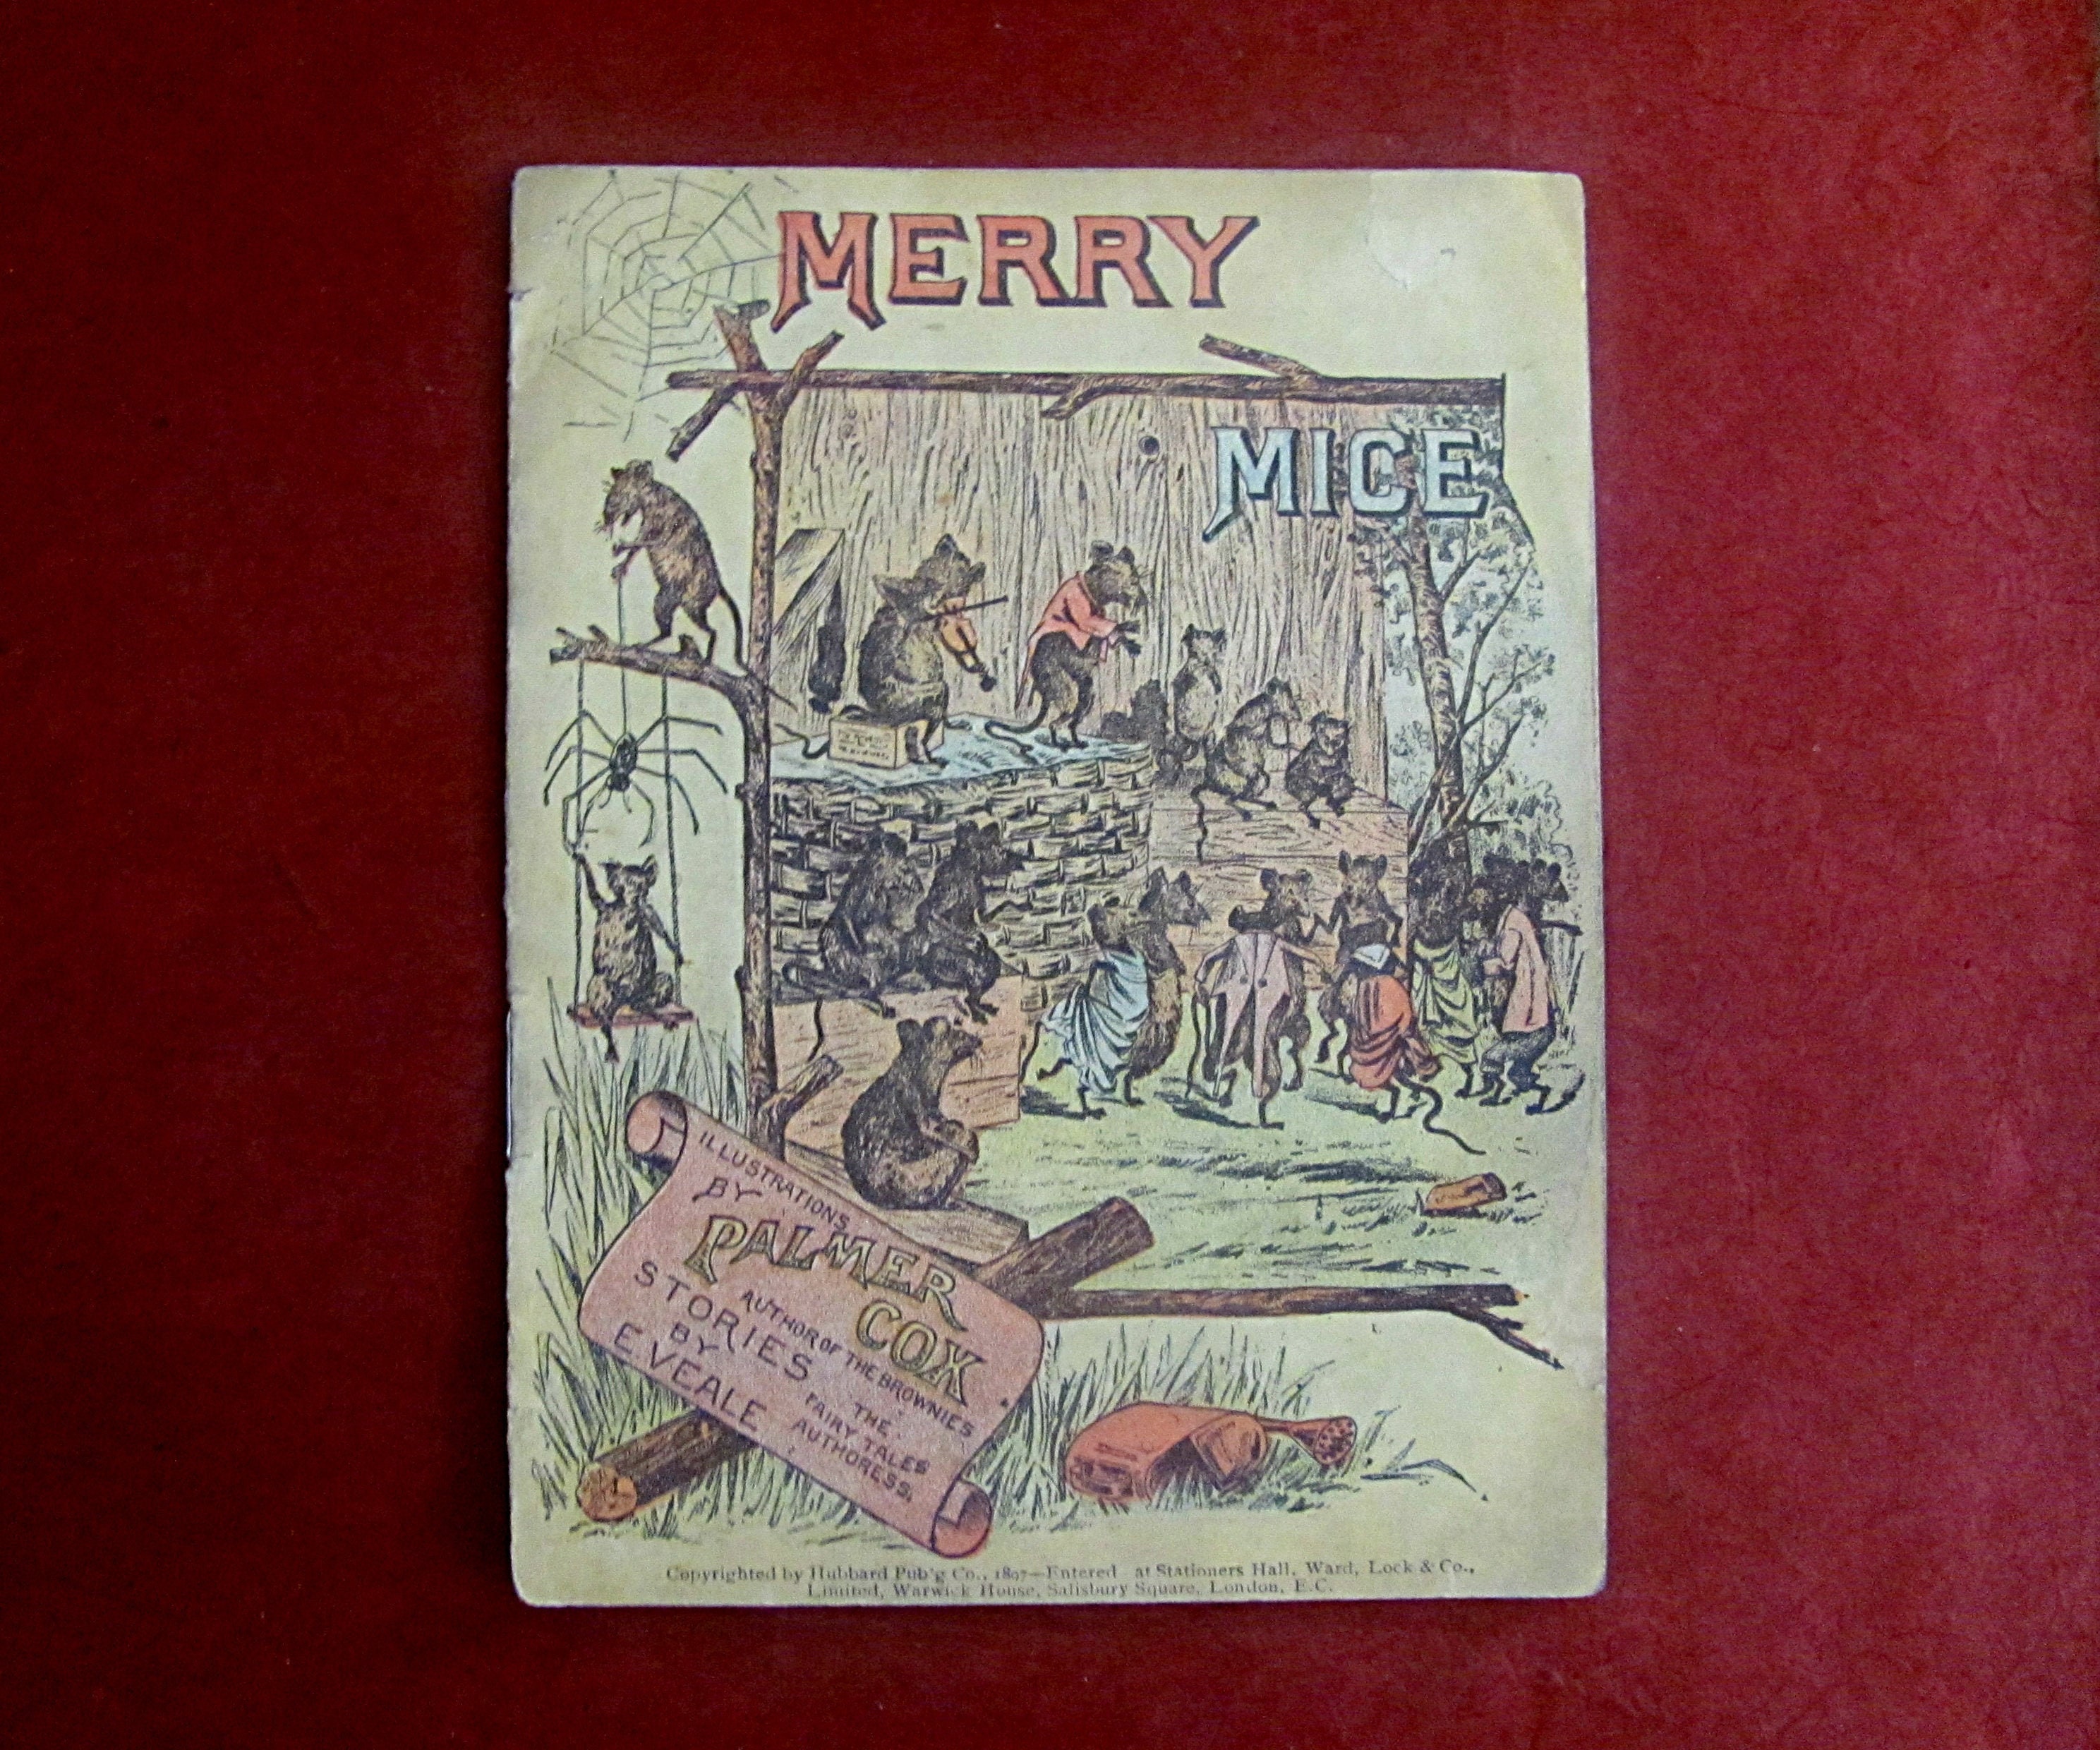 MERRY
MICE
ILLUSTRATIONS
BY
PALMER
COX
AUTHOR OF THE BROWNIES
STORIES
BY
E VEALE
THE
FAIRY TALES
AUTHORESS.
Copyrighted by Hubbard Pub'g Co., 1897—Entered at Stationers Hall, Ward, Lock & Co.,
Limited, Warwick House, Salisbury Square, London, E.C.